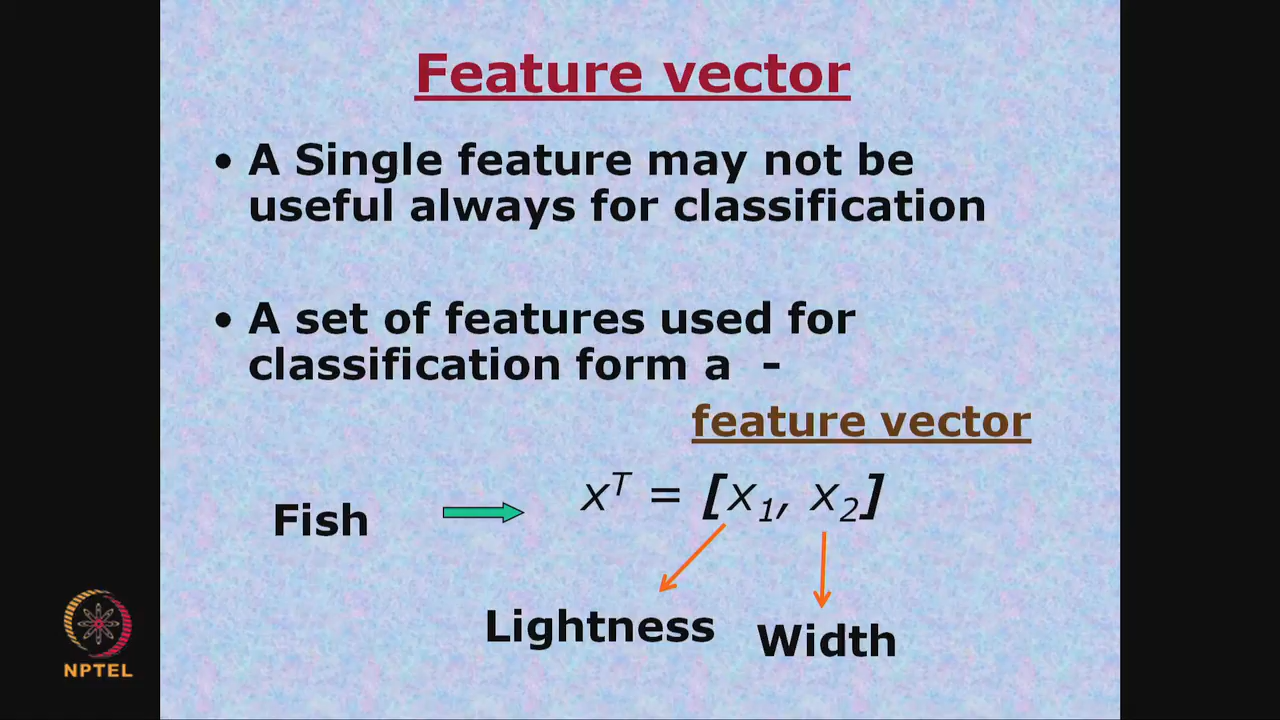 Feature vector
• A Single feature may not be
useful always for classification
• A set of features used for
classification form a -
feature vector
Fish xᵀ = [x₁, x₂]
Lightness Width
NPTEL